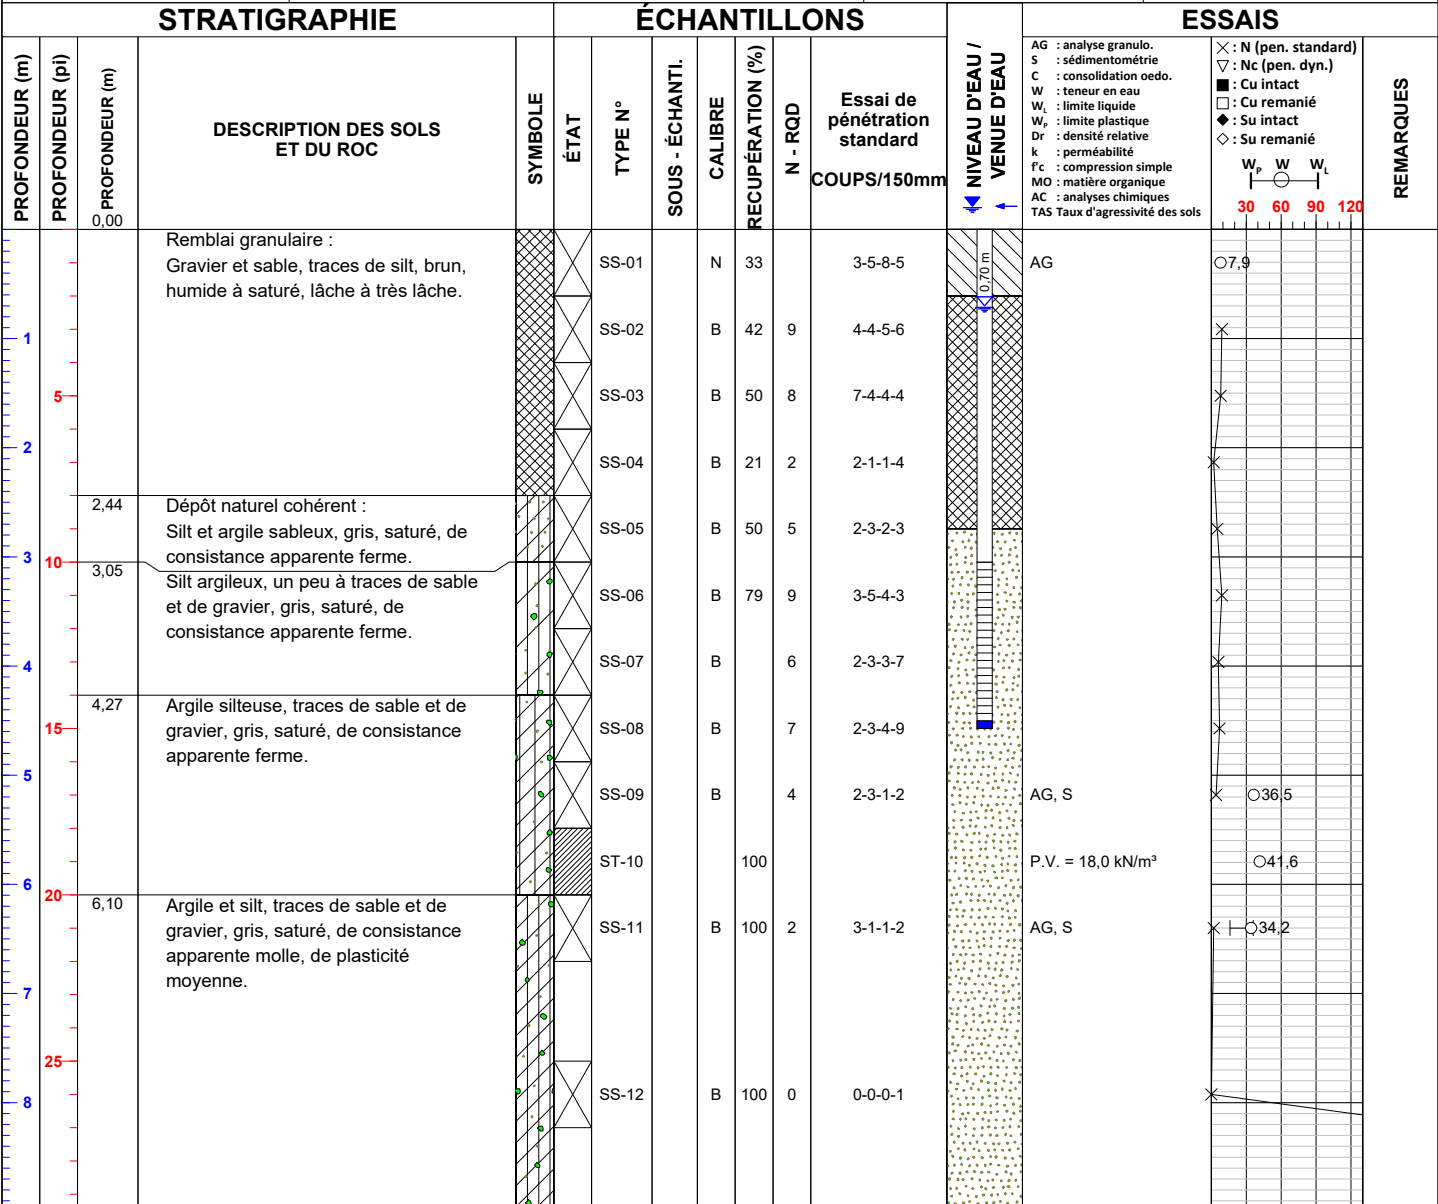 STRATIGRAPHIE
ÉCHANTILLONS
ESSAIS
PROFONDEUR (m)
PROFONDEUR (pi)
PROFONDEUR (m)
0,00
DESCRIPTION DES SOLS
ET DU ROC
SYMBOLE
ÉTAT
TYPE N°
SOUS - ÉCHANTI.
CALIBRE
RECUPÉRATION (%)
N - RQD
Essai de
pénétration
standard
COUPS/150mm
NIVEAU D'EAU /
VENUE D'EAU
AG : analyse granulo.
S : sédimentométrie
C : consolidation oedo.
W : teneur en eau
WL : limite liquide
WP : limite plastique
Dr : densité relative
k : perméabilité
f'c : compression simple
MO : matière organique
AC : analyses chimiques
TAS Taux d'agressivité des sols
: N (pen. standard)
: Nc (pen. dyn.)
: Cu intact
: Cu remanié
: Su intact
: Su remanié
WP W WL
30 60 90 120
REMARQUES
Remblai granulaire :
Gravier et sable, traces de silt, brun,
humide à saturé, lâche à très lâche.
SS-01 N 33 3-5-8-5 AG 7,9
0,70 m
1 SS-02 B 42 9 4-4-5-6
5 SS-03 B 50 8 7-4-4-4
2 SS-04 B 21 2 2-1-1-4
2,44 Dépôt naturel cohérent :
Silt et argile sableux, gris, saturé, de
consistance apparente ferme.
SS-05 B 50 5 2-3-2-3
3 10
3,05 Silt argileux, un peu à traces de sable
et de gravier, gris, saturé, de
consistance apparente ferme.
SS-06 B 79 9 3-5-4-3
4 SS-07 B 6 2-3-3-7
4,27 Argile silteuse, traces de sable et de
gravier, gris, saturé, de consistance
apparente ferme.
15 SS-08 B 7 2-3-4-9
5 SS-09 B 4 2-3-1-2 AG, S 36,5
ST-10 100 P.V. = 18,0 kN/m³ 41,6
6 20
6,10 Argile et silt, traces de sable et de
gravier, gris, saturé, de consistance
apparente molle, de plasticité
moyenne.
SS-11 B 100 2 3-1-1-2 AG, S 34,2
7
25
8 SS-12 B 100 0 0-0-0-1